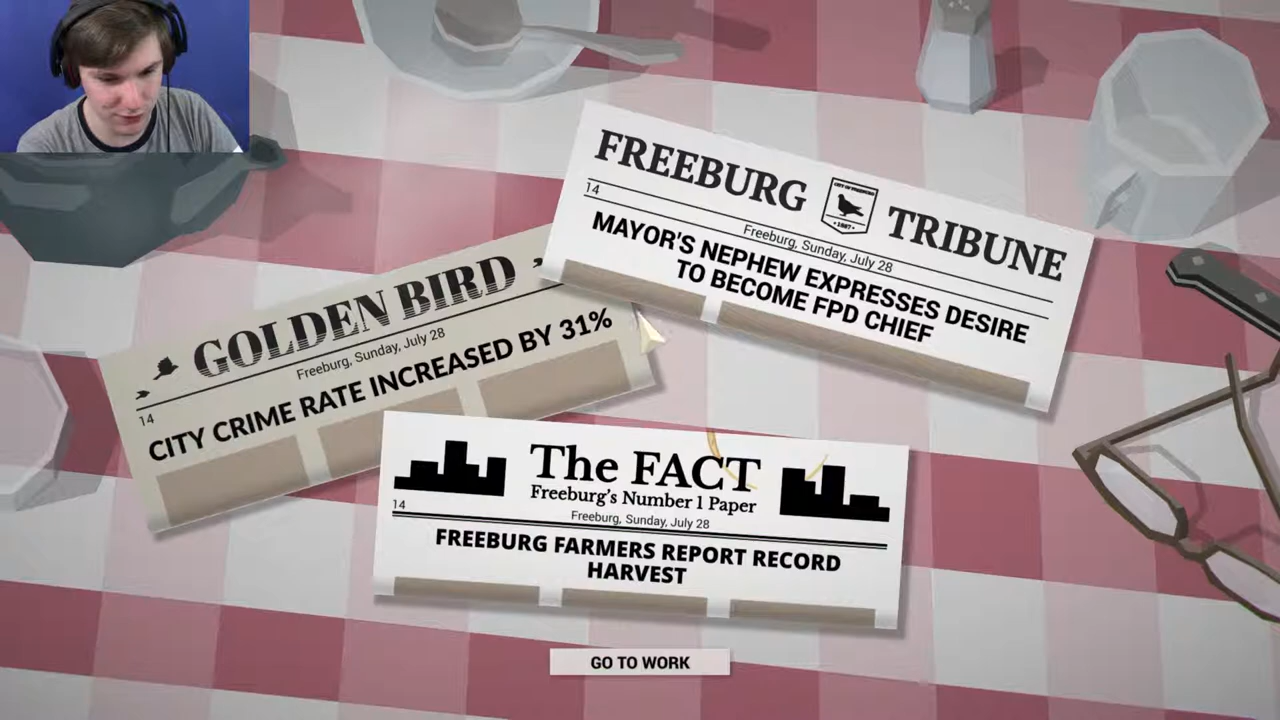 FREEBURG TRIBUNE
14
Freeburg, Sunday, July 28
MAYOR'S NEPHEW EXPRESSES DESIRE
TO BECOME FPD CHIEF
GOLDEN BIRD
Freeburg, Sunday, July 28
14
CITY CRIME RATE INCREASED BY 31%
The FACT
Freeburg's Number 1 Paper
14
Freeburg, Sunday, July 28
FREEBURG FARMERS REPORT RECORD
HARVEST
GO TO WORK